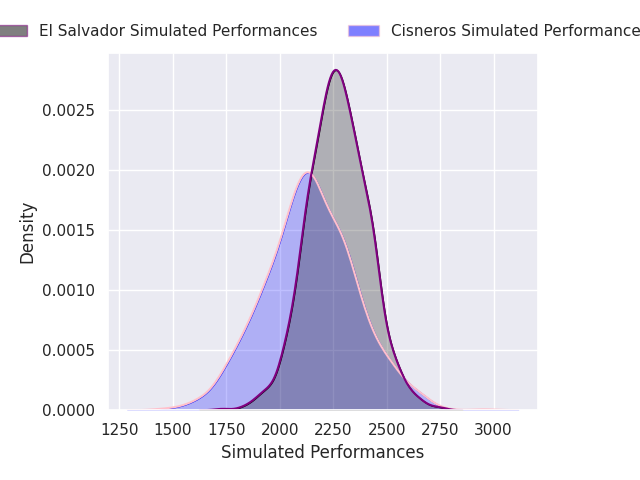 El Salvador Simulated Performances Cisneros Simulated Performance
0.0025
0.0020
0.0015
0.0010
0.0005
0.0000
Density
1250 1500 1750 2000 2250 2500 2750 3000
Simulated Performances